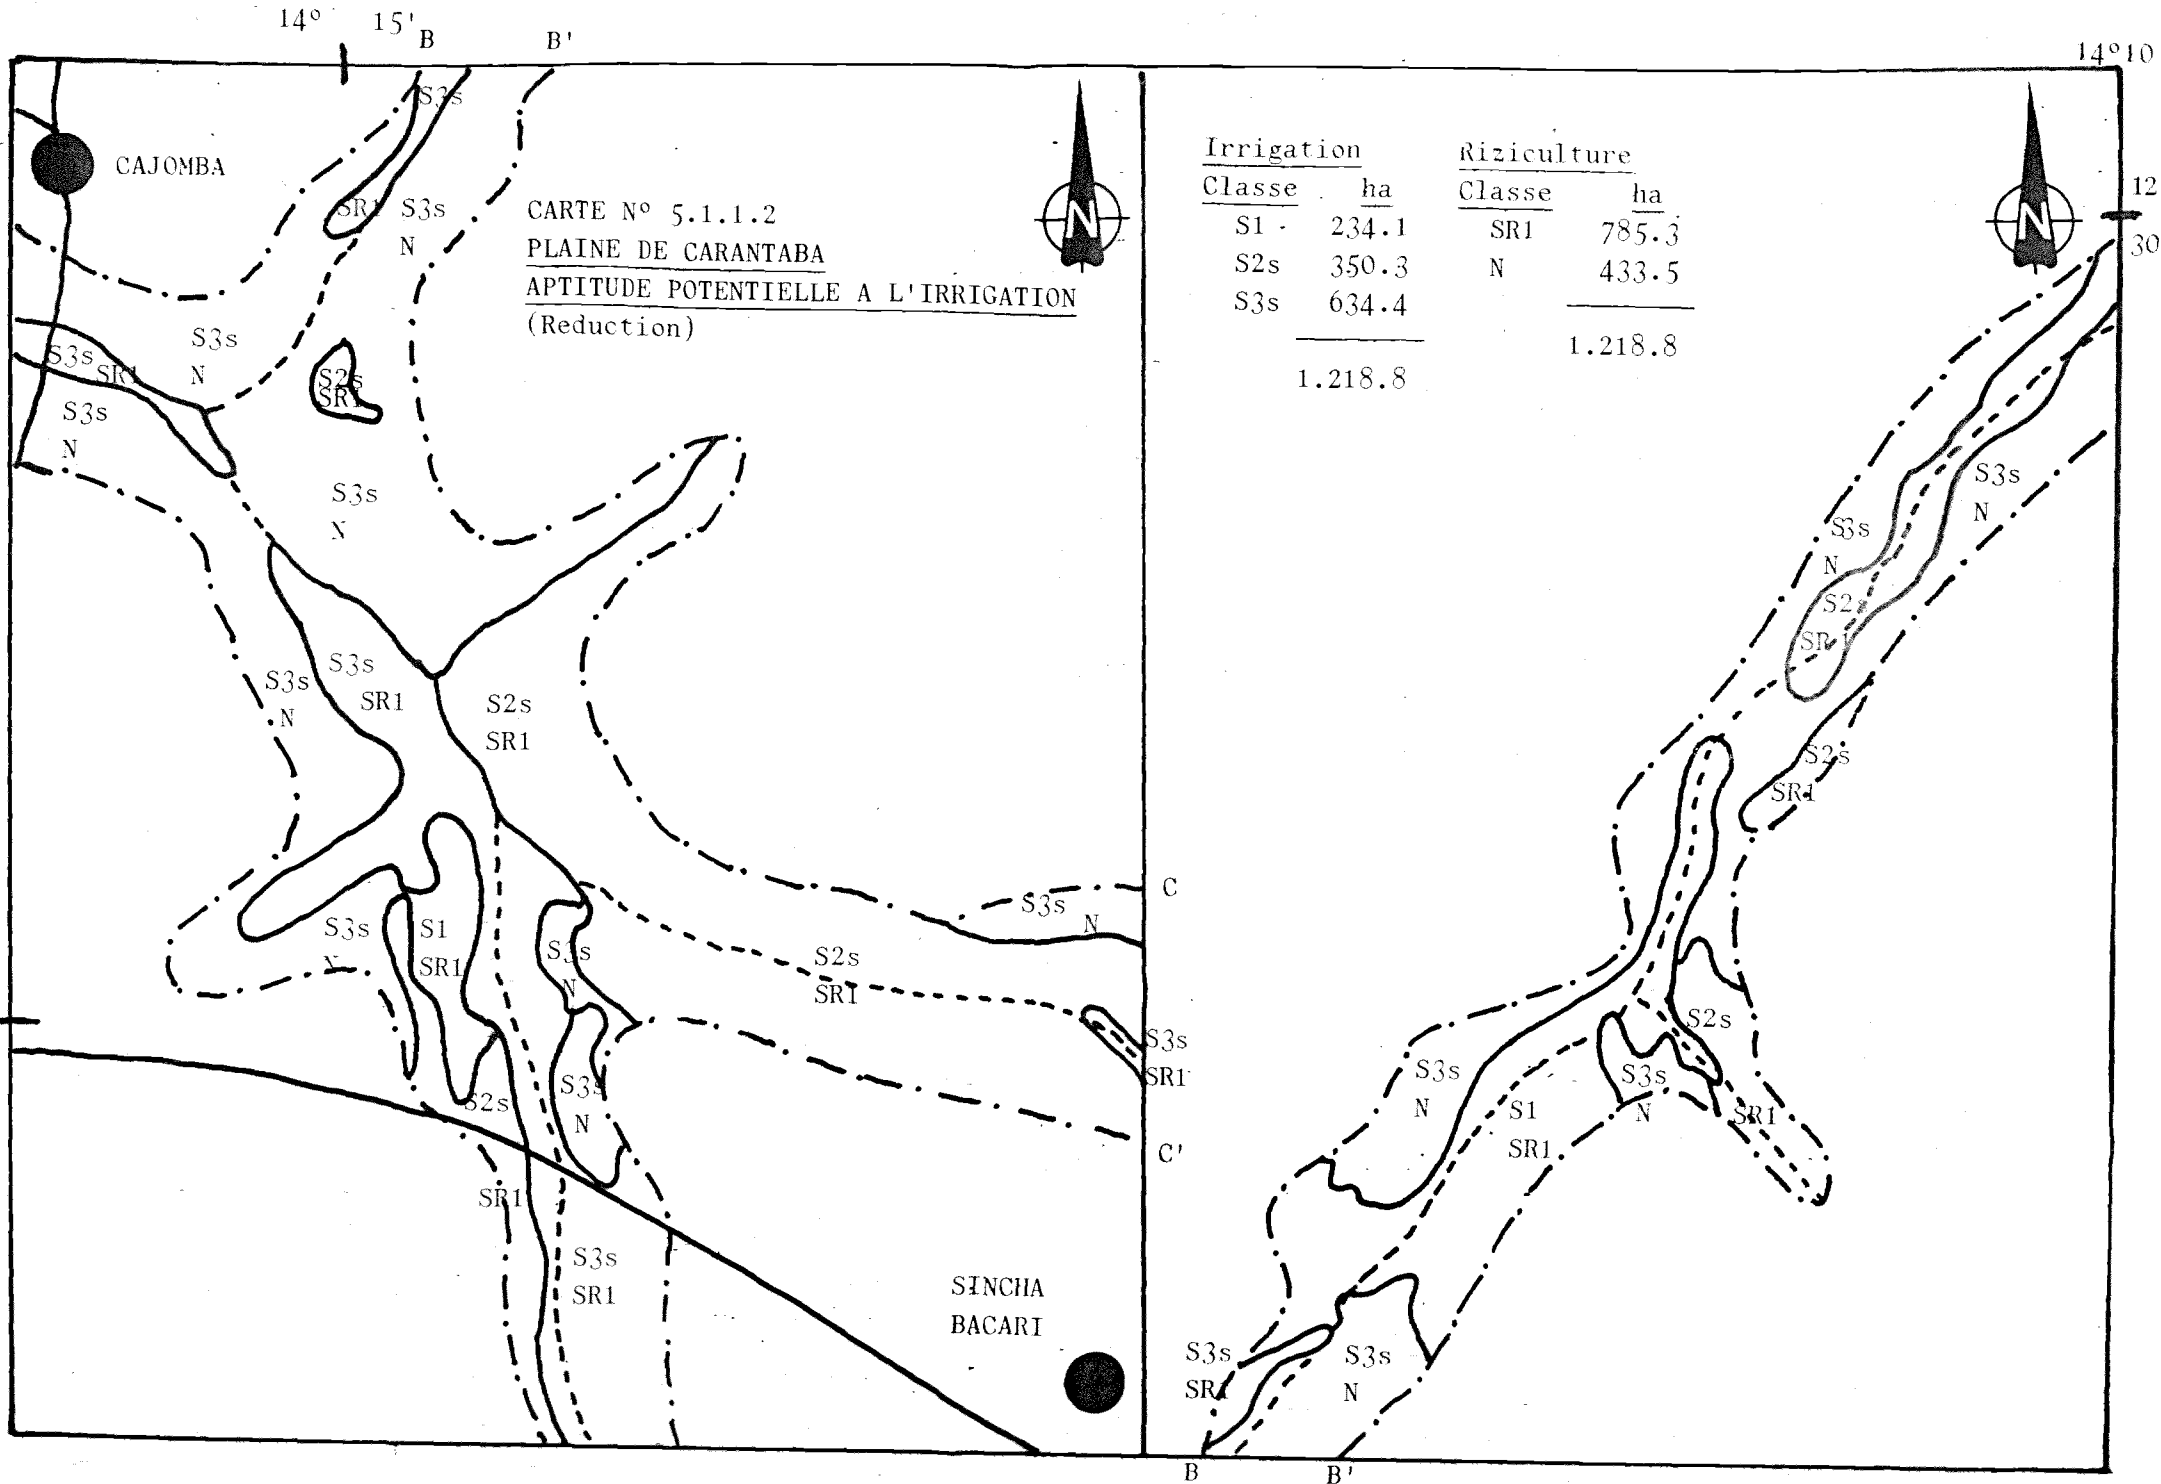 14º 15' B B'
14º10
CAJOMBA
CARTE Nº 5.1.1.2
PLAINE DE CARANTABA
APTITUDE POTENTIELLE A L'IRRIGATION
(Reduction)
N
N
Irrigation Riziculture
Classe ha Classe ha
S1 234.1 SR1 785.3
S2s 350.3 N 433.5
S3s 634.4
1.218.8
1.218.8
12
30
S3s
SR1
S3s
N
S3s
N
S3s
SR1
S3s
N
S2s
SR1
S3s
N
S3s
SR1
S3s
N
S2s
SR1
S3s
N
S1
SR1
S3s
N
S3s
N
S2s
SR1
S3s
SR1
S2s
SR1
S3s
N
C
S3s
SR1
C'
SINCHA
BACARI
S3s
N
S3s
N
S2s
SR1
S2s
SR1
S2s
SR1
S3s
N
S3s
N
S1
SR1
S3s
SR1
S3s
N
B B'